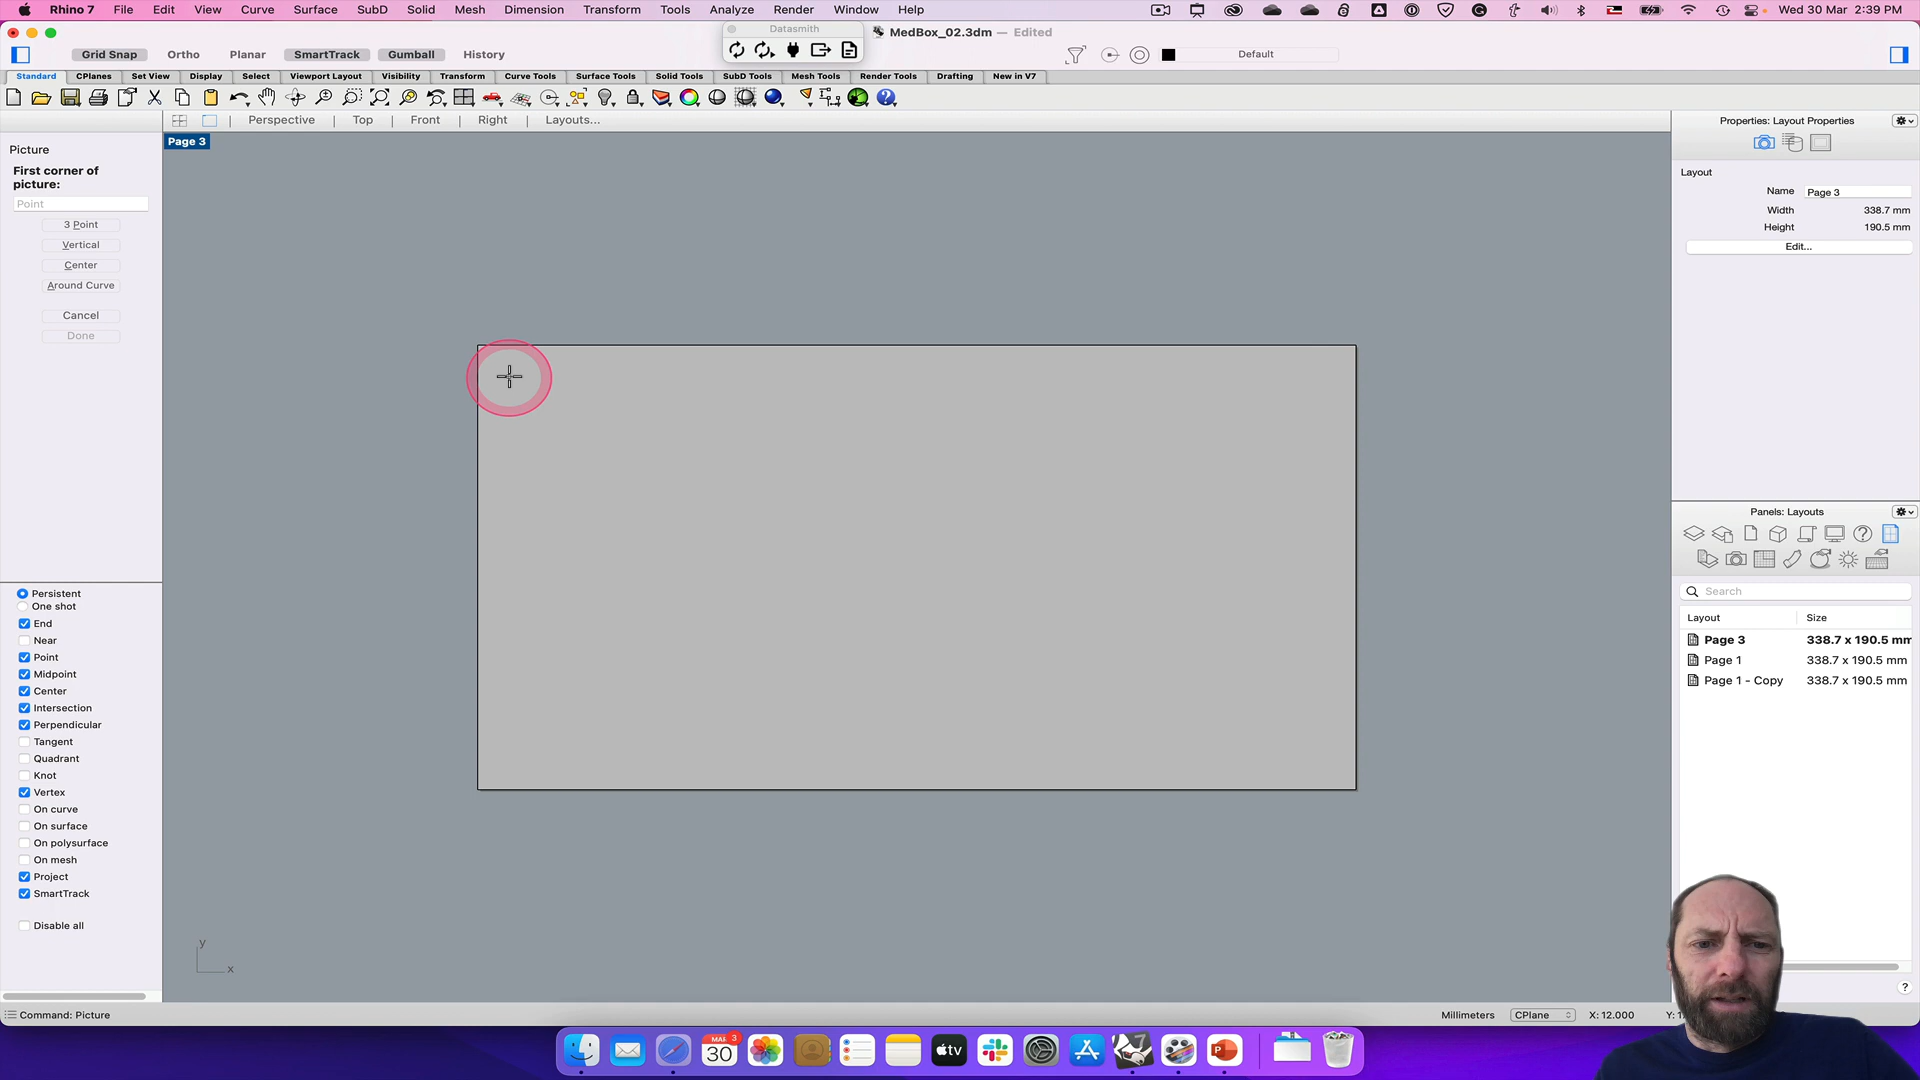 Rhino 7 File Edit View Curve Surface SubD Solid Mesh Dimension Transform Tools Analyze Render Panels Window Help Wed 30 Mar 2:39 PM
Datasmith
MedBox_02.3dm — Edited
Grid Snap Ortho Planar SmartTrack Gumball History Default
Standard CPlanes Set View Display Select Viewport Layout Visibility Transform Curve Tools Surface Tools Solid Tools SubD Tools Mesh Tools Render Tools Drafting New in V7
Perspective Top Front Right Layouts...
Page 3
Picture
First corner of
picture:
Point
3 Point
Vertical
Center
Around Curve
Cancel
Done
Persistent
One shot
End
Near
Point
Midpoint
Center
Intersection
Perpendicular
Tangent
Quadrant
Knot
Vertex
On curve
On surface
On polysurface
On mesh
Project
SmartTrack
Disable all
y
x
Properties: Layout Properties
Layout
Name Page 3
Width 338.7 mm
Height 190.5 mm
Edit...
Panels: Layouts
Search
Layout Size
Page 3 338.7 x 190.5 mm
Page 1 338.7 x 190.5 mm
Page 1 - Copy 338.7 x 190.5 mm
Command: Picture
Millimeters CPlane X: 12.000
30
tv
7
P